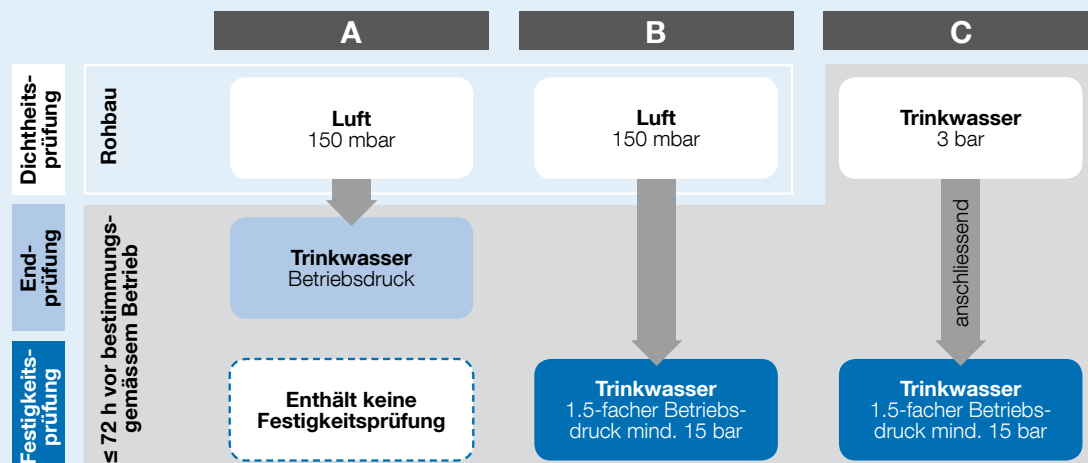 A
B
C
Dichtheits-
prüfung
Rohbau
Luft
150 mbar
Luft
150 mbar
Trinkwasser
3 bar
End-
prüfung
≤ 72 h vor bestimmungs-
gemässem Betrieb
Trinkwasser
Betriebsdruck
anschliessend
Festigkeits-
prüfung
Enthält keine
Festigkeitsprüfung
Trinkwasser
1.5-facher Betriebs-
druck mind. 15 bar
Trinkwasser
1.5-facher Betriebs-
druck mind. 15 bar